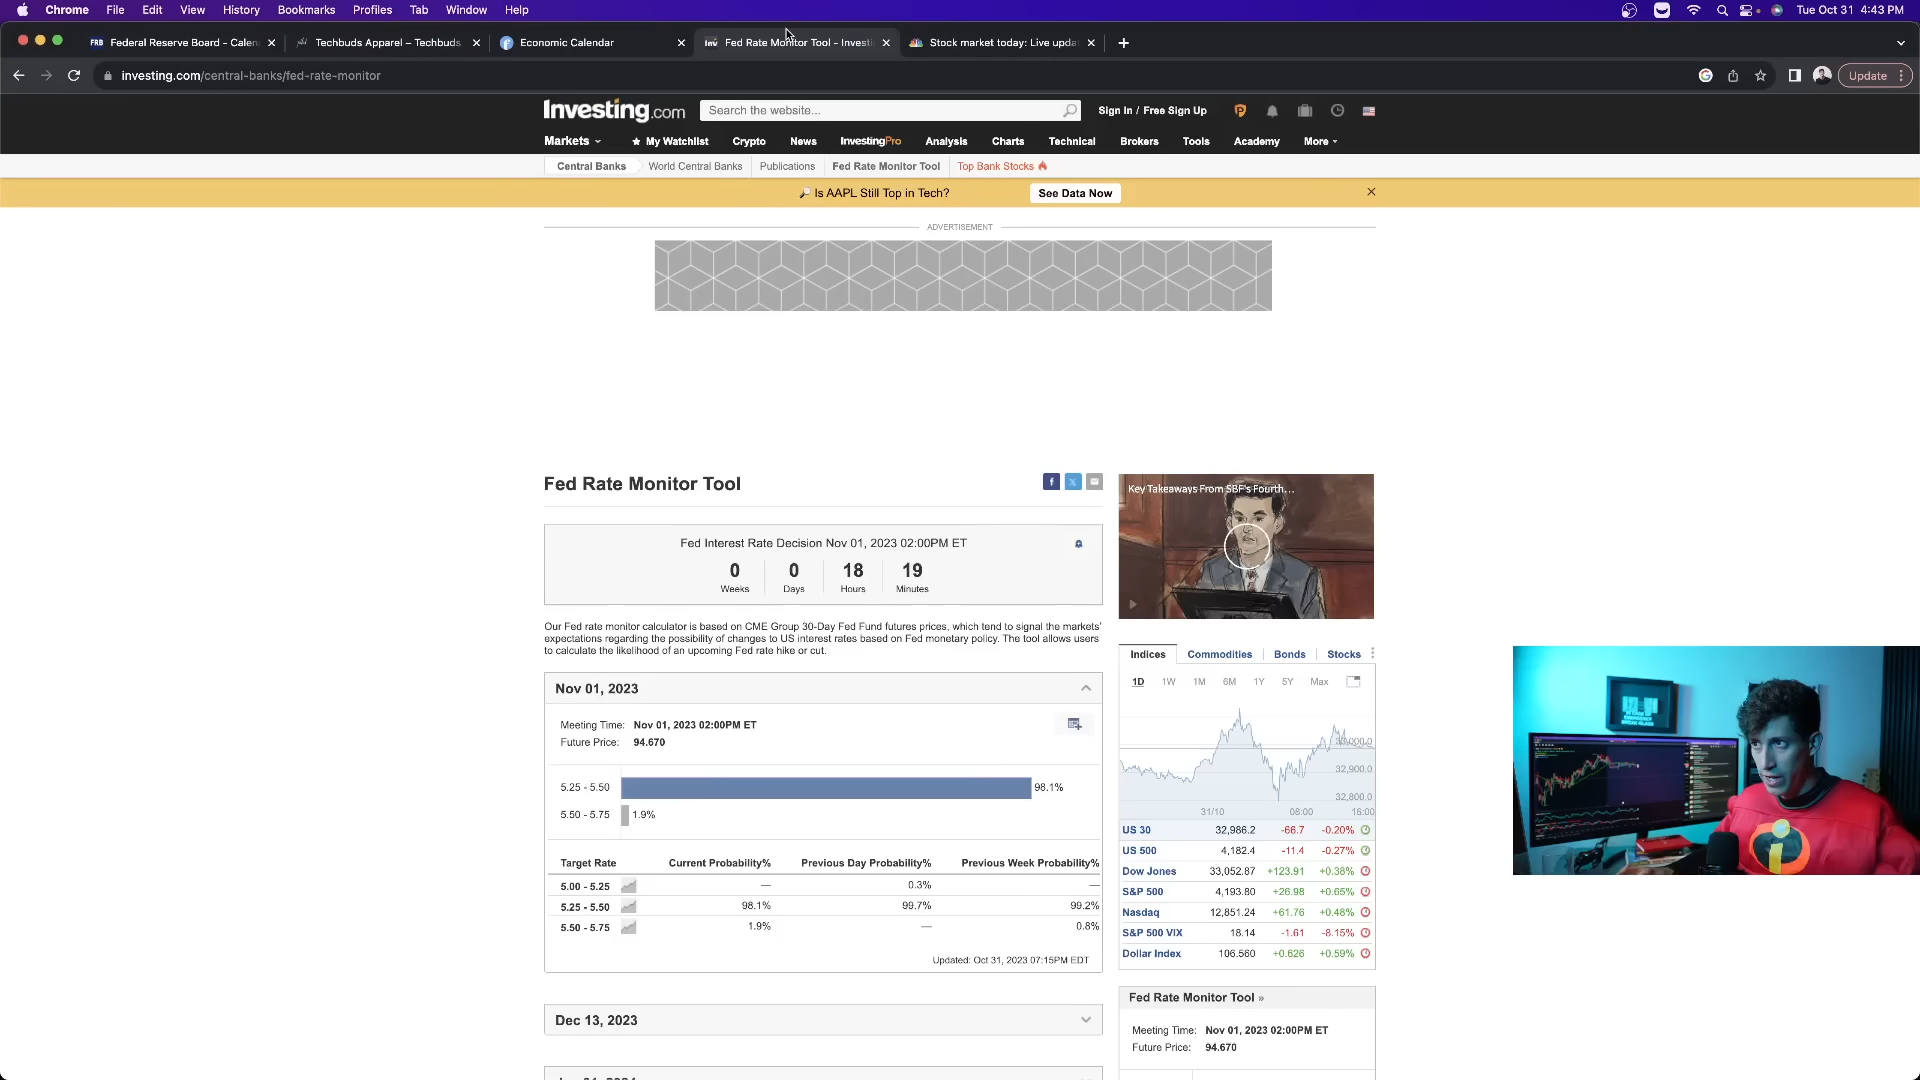 Chrome File Edit View History Bookmarks Profiles Tab Window Help Tue Oct 31 4:43 PM
FRB Federal Reserve Board - Calen Techbuds Apparel – Techbuds Economic Calendar Inv Fed Rate Monitor Tool - Investi Stock market today: Live upda
investing.com/central-banks/fed-rate-monitor Update
Investing.com Search the website... Sign In / Free Sign Up
Markets My Watchlist Crypto News InvestingPro Analysis Charts Technical Brokers Tools Academy More
Central Banks World Central Banks Publications Fed Rate Monitor Tool Top Bank Stocks
Is AAPL Still Top in Tech? See Data Now
ADVERTISEMENT
Fed Rate Monitor Tool
Fed Interest Rate Decision Nov 01, 2023 02:00PM ET
0 0 18 19
Weeks Days Hours Minutes
Our Fed rate monitor calculator is based on CME Group 30-Day Fed Fund futures prices, which tend to signal the markets'
expectations regarding the possibility of changes to US interest rates based on Fed monetary policy. The tool allows users
to calculate the likelihood of an upcoming Fed rate hike or cut.
Nov 01, 2023
Meeting Time: Nov 01, 2023 02:00PM ET
Future Price: 94.670
5.25 - 5.50 98.1%
5.50 - 5.75 1.9%
Target Rate Current Probability% Previous Day Probability% Previous Week Probability%
5.00 - 5.25 — 0.3% —
5.25 - 5.50 98.1% 99.7% 99.2%
5.50 - 5.75 1.9% — 0.8%
Updated: Oct 31, 2023 07:15PM EDT
Dec 13, 2023
Key Takeaways From SBF's Fourth...
Indices Commodities Bonds Stocks
1D 1W 1M 6M 1Y 5Y Max
33,000.0
32,900.0
32,800.0
31/10 08:00 16:00
US 30 32,986.2 -66.7 -0.20%
US 500 4,182.4 -11.4 -0.27%
Dow Jones 33,052.87 +123.91 +0.38%
S&P 500 4,193.80 +26.98 +0.65%
Nasdaq 12,851.24 +61.76 +0.48%
S&P 500 VIX 18.14 -1.61 -8.15%
Dollar Index 106.560 +0.626 +0.59%
Fed Rate Monitor Tool »
Meeting Time: Nov 01, 2023 02:00PM ET
Future Price: 94.670